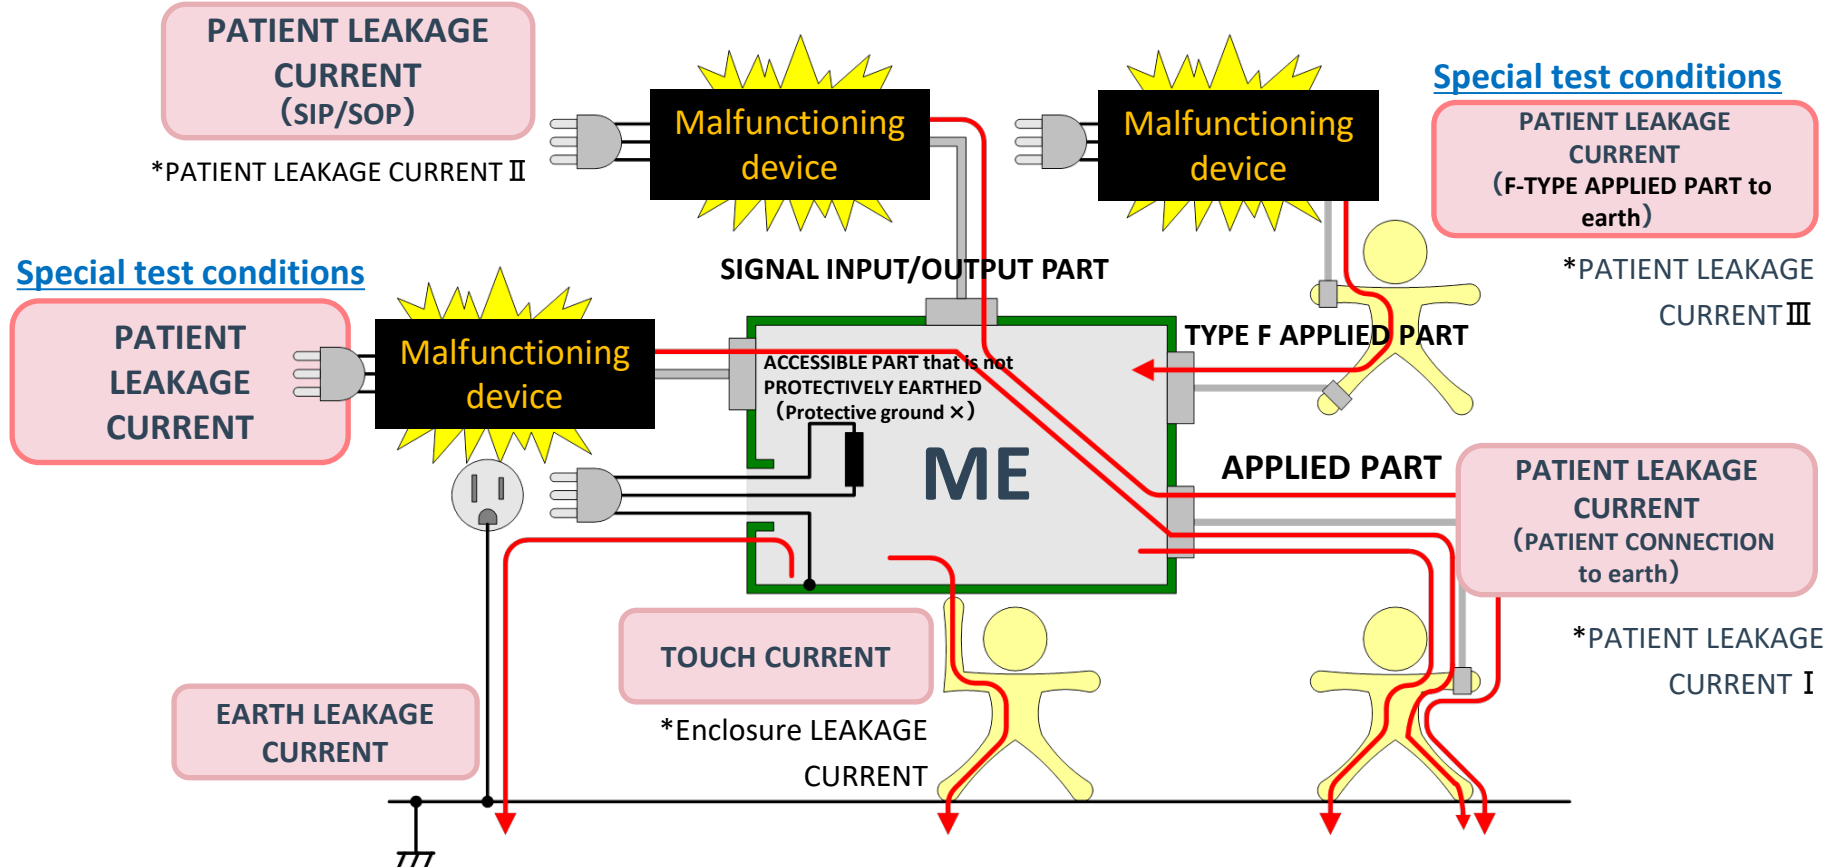 PATIENT LEAKAGE
CURRENT
（SIP/SOP）
*PATIENT LEAKAGE CURRENT Ⅱ
Malfunctioning
device
Malfunctioning
device
Special test conditions
PATIENT LEAKAGE
CURRENT
（F-TYPE APPLIED PART to
earth）
*PATIENT LEAKAGE
CURRENT Ⅲ
Special test conditions
PATIENT
LEAKAGE
CURRENT
Malfunctioning
device
SIGNAL INPUT/OUTPUT PART
TYPE F APPLIED PART
ACCESSIBLE PART that is not
PROTECTIVELY EARTHED
（Protective ground ×）
ME
APPLIED PART
PATIENT LEAKAGE
CURRENT
（PATIENT CONNECTION
to earth）
*PATIENT LEAKAGE
CURRENT Ⅰ
TOUCH CURRENT
*Enclosure LEAKAGE
CURRENT
EARTH LEAKAGE
CURRENT